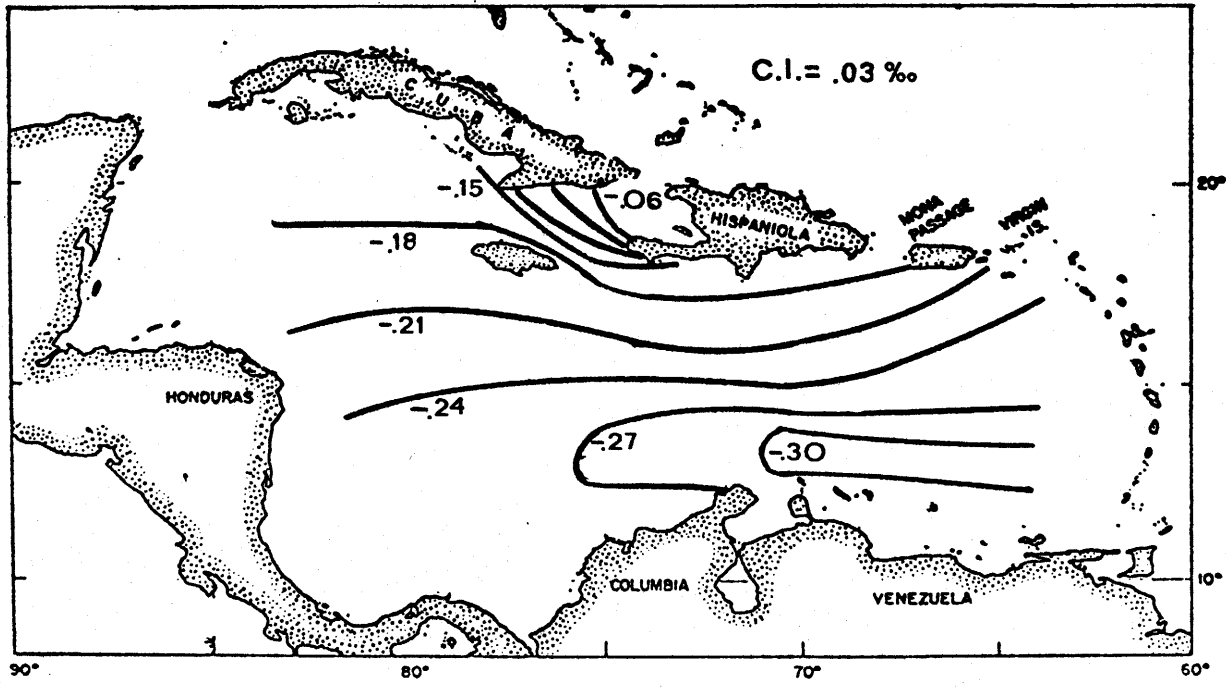 C.I.= .03 ‰
CUBA
-.15
-.06
20°
HISPANIOLA
MONA
PASSAGE
VIRGIN
IS.
-.18
-.21
HONDURAS
-.24
-.27
-.30
COLUMBIA
VENEZUELA
10°
90°
80°
70°
60°